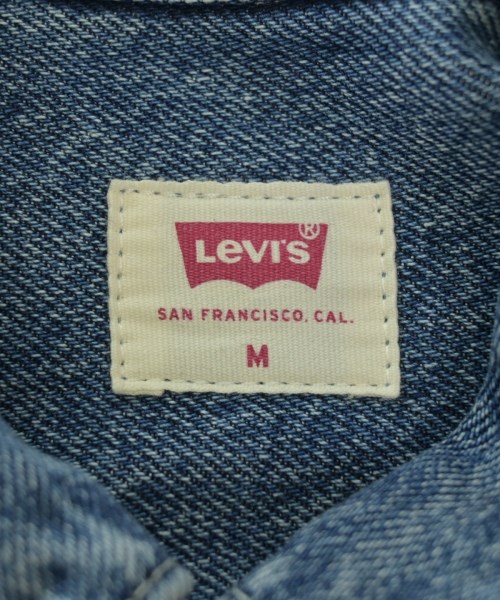 Levi's®
SAN FRANCISCO, CAL.
M